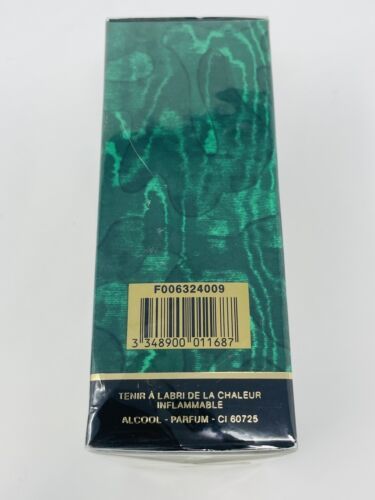 F006324009
3 348900 011687
TENIR À LABRI DE LA CHALEUR
INFLAMMABLE
ALCOOL - PARFUM - CI 60725